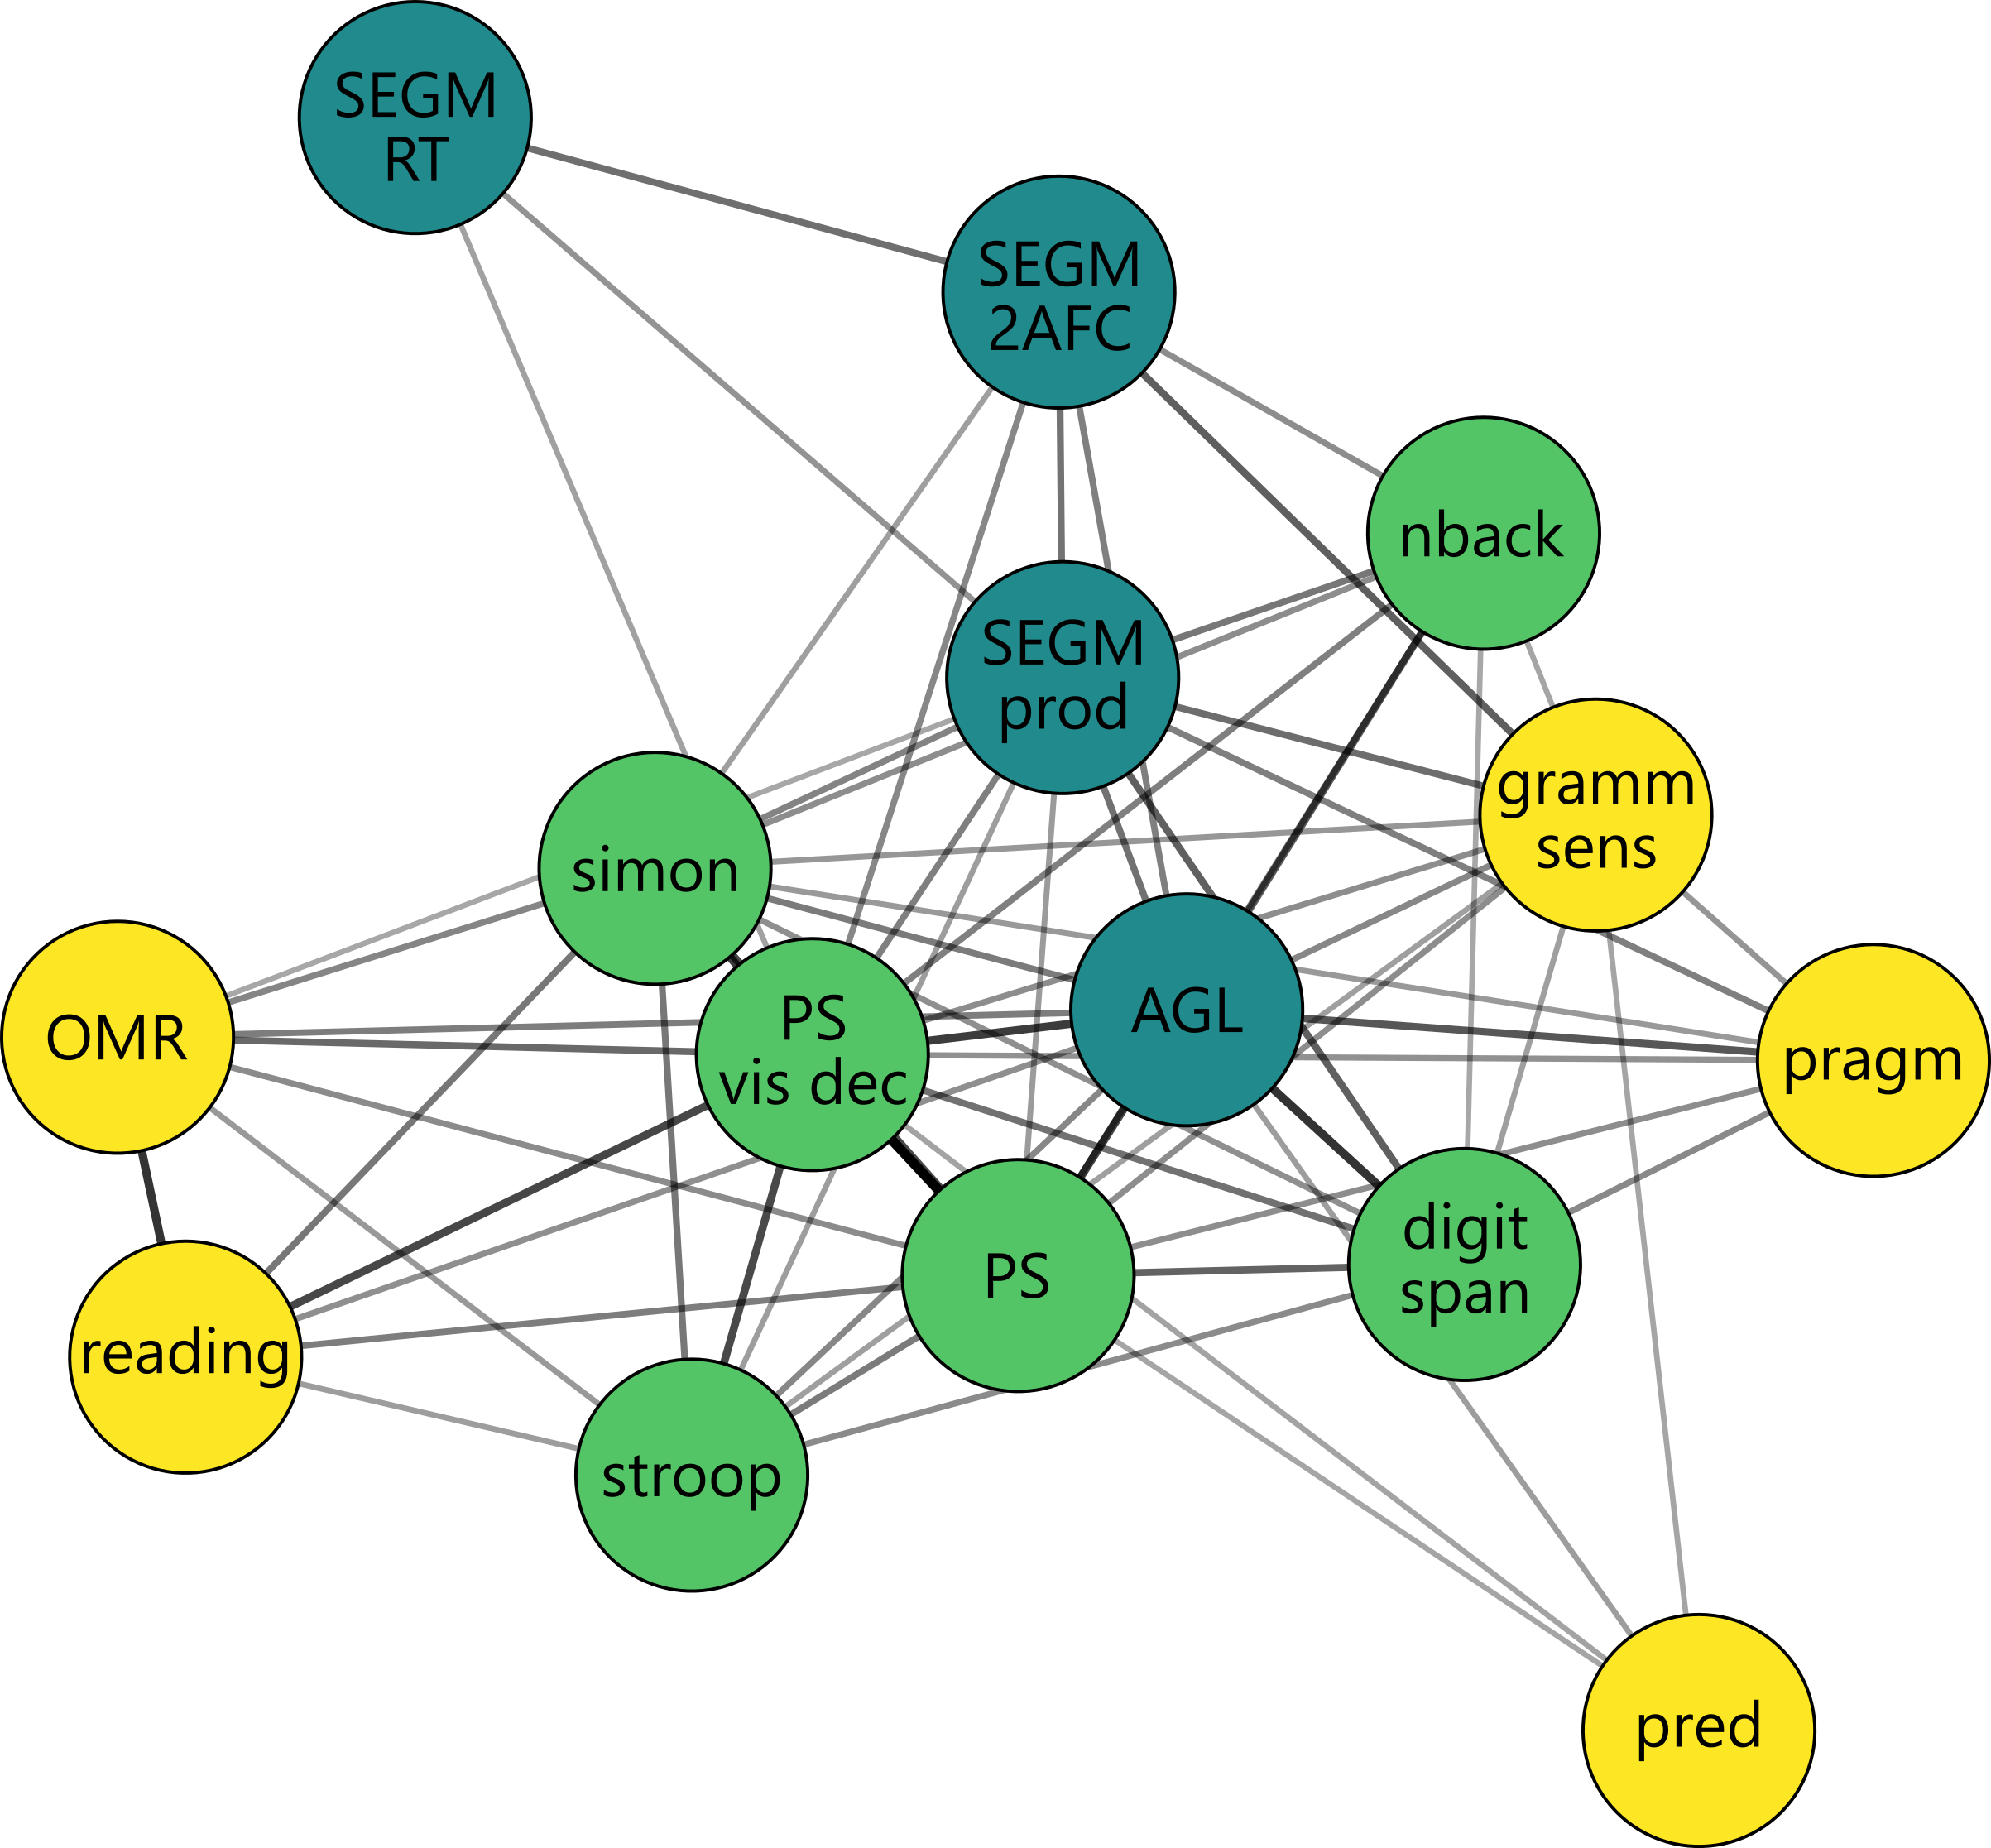 SEGM
RT
SEGM
2AFC
nback
SEGM
prod
gramm
sens
simon
OMR
PS
vis dec
AGL
pragm
PS
digit
span
reading
stroop
pred